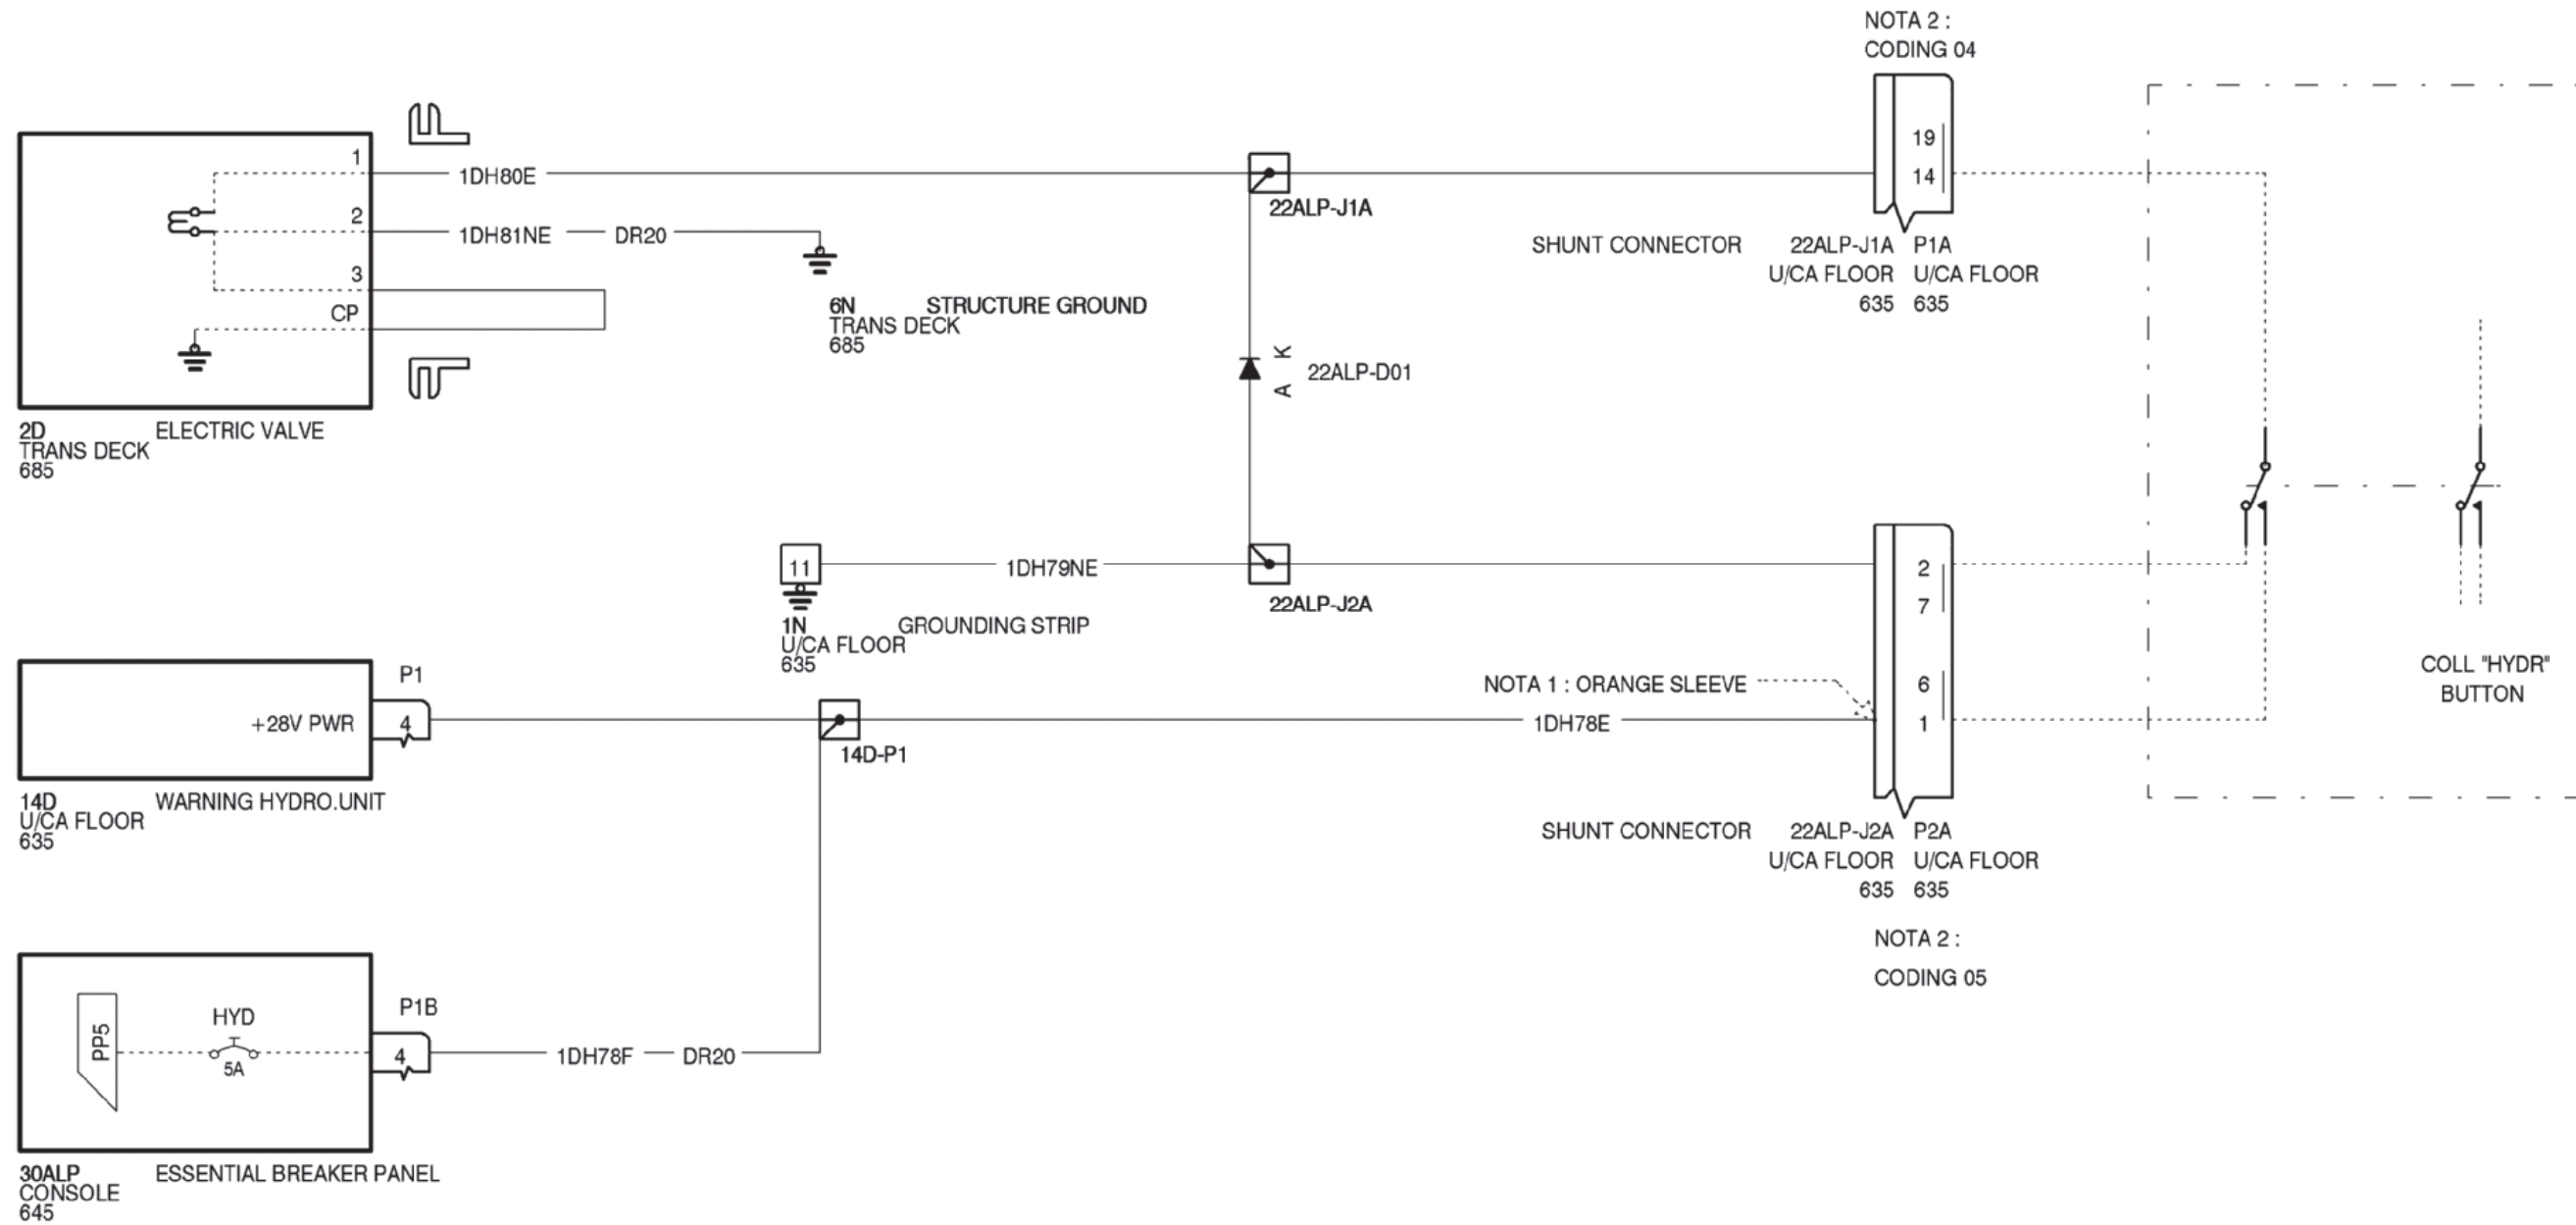 NOTA 2 :
CODING 04
1
1DH80E
2
1DH81NE DR20
3
CP
2D ELECTRIC VALVE
TRANS DECK
685
6N STRUCTURE GROUND
TRANS DECK
685
22ALP-J1A
19
14
SHUNT CONNECTOR 22ALP-J1A P1A
U/CA FLOOR U/CA FLOOR
635 635
K
A
22ALP-D01
11
1DH79NE
22ALP-J2A
1N GROUNDING STRIP
U/CA FLOOR
635
2
7
6
1
NOTA 1 : ORANGE SLEEVE
1DH78E
COLL "HYDR"
BUTTON
P1
+28V PWR 4
14D-P1
14D WARNING HYDRO.UNIT
U/CA FLOOR
635
SHUNT CONNECTOR 22ALP-J2A P2A
U/CA FLOOR U/CA FLOOR
635 635
NOTA 2 :
CODING 05
PP5
HYD
5A
P1B
4
1DH78F DR20
30ALP ESSENTIAL BREAKER PANEL
CONSOLE
645